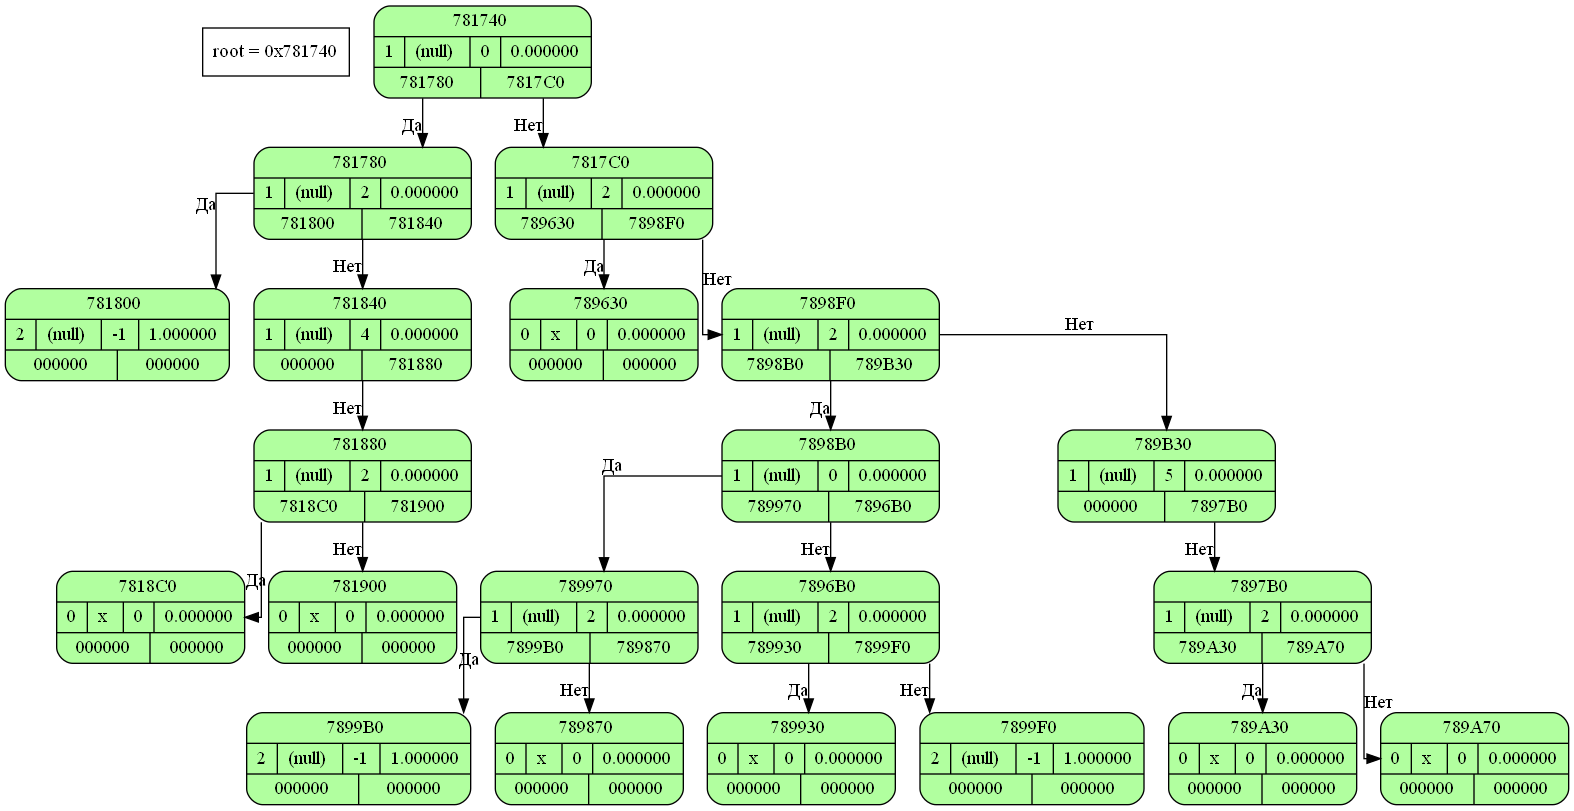 781740
root = 0x781740
1 (null) 0 0.000000
781780 7817C0
Да Нет
781780 7817C0
1 (null) 2 0.000000 1 (null) 2 0.000000
Да
781800 781840 789630 7898F0
Нет Да Нет
781800 781840 789630 7898F0
2 (null) -1 1.000000 1 (null) 4 0.000000 0 x 0 0.000000 1 (null) 2 0.000000 Нет
000000 000000 000000 781880 000000 000000 7898B0 789B30
Нет Да
781880 7898B0 789B30
1 (null) 2 0.000000 Да 1 (null) 0 0.000000 1 (null) 5 0.000000
7818C0 781900 789970 7896B0 000000 7897B0
Да Нет Нет Нет
7818C0 781900 789970 7896B0 7897B0
0 x 0 0.000000 0 x 0 0.000000 1 (null) 2 0.000000 1 (null) 2 0.000000 1 (null) 2 0.000000
000000 000000 000000 000000 7899B0 789870 789930 7899F0 789A30 789A70
Да Нет Да Нет Да Нет
7899B0 789870 789930 7899F0 789A30 789A70
2 (null) -1 1.000000 0 x 0 0.000000 0 x 0 0.000000 2 (null) -1 1.000000 0 x 0 0.000000 0 x 0 0.000000
000000 000000 000000 000000 000000 000000 000000 000000 000000 000000 000000 000000